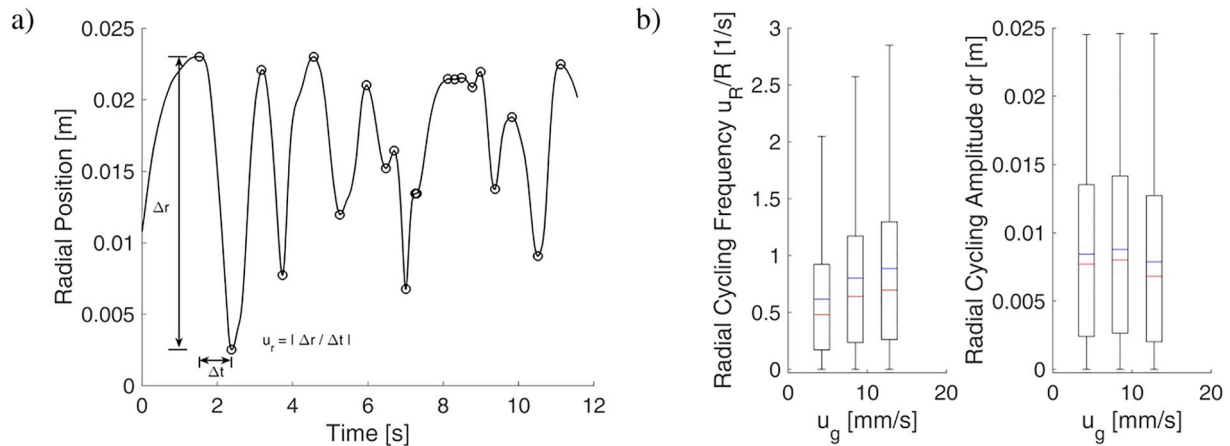 a)
0.025
0.02
0.015
0.01
0.005
0
Radial Position [m]
Δr
Δt
u_r = | Δr / Δt |
0 2 4 6 8 10 12
Time [s]
b)
3
2.5
2
1.5
1
0.5
0
Radial Cycling Frequency u_R/R [1/s]
0 10 20
u_g [mm/s]
0.025
0.02
0.015
0.01
0.005
0
Radial Cycling Amplitude dr [m]
0 10 20
u_g [mm/s]